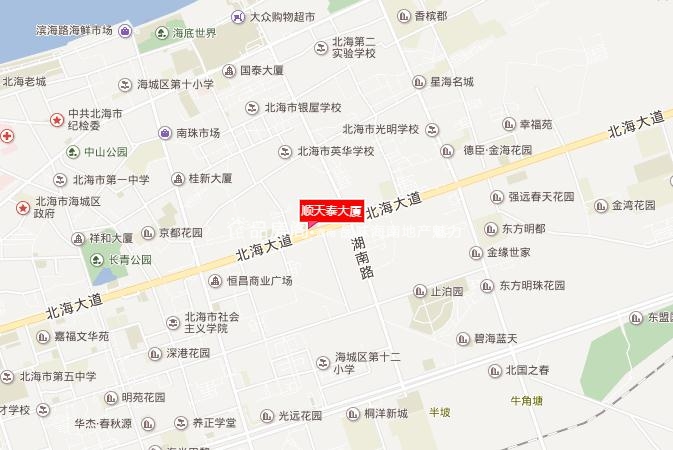 大众购物超市
香槟郡
滨海路海鲜市场
海底世界
北海第二
实验学校
国泰大厦
北海老城
海城区第十小学
星海名城
北海市银屋学校
中共北海市
纪检委
北海大道
幸福苑
北海市光明学校
南珠市场
中山公园
北海市英华学校
德臣·金海花园
北海市第一中学
桂新大厦
强远春天花园
北海市海城区
政府
顺天泰大厦
北海大道
金湾花园
京都花园
祥和大厦
东方明都
北海大道
湖南路
金缘世家
长青公园
恒昌商业广场
东方明珠花园
止泊园
北海大道
北海市社会
主义学院
东盟
嘉福文华苑
碧海蓝天
深港花园
海城区第十二
小学
北海市第五中学
北国之春
明苑花园
牛角塘
才学校
华杰·春秋源
养正学堂
光远花园
桐洋新城
半坡